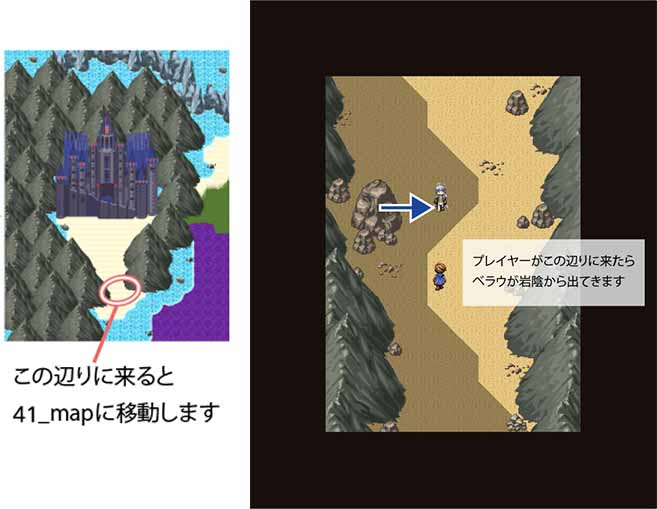 この辺りに来ると
41_mapに移動します
プレイヤーがこの辺りに来たら
ベラウが岩陰から出てきます